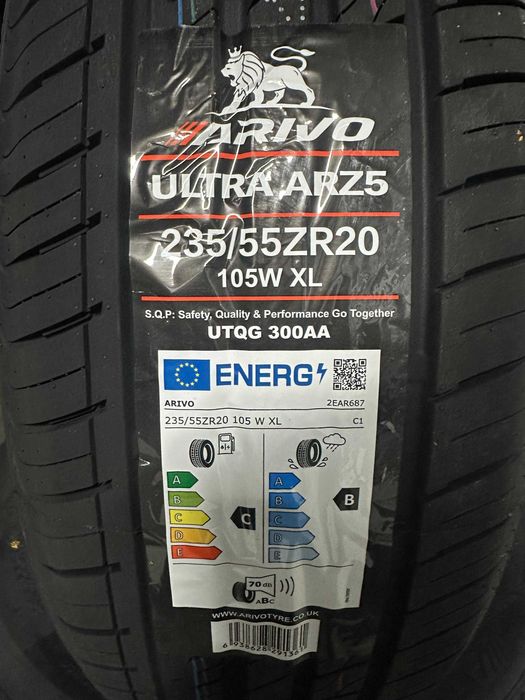 ARIVO
ULTRA ARZ5
235/55ZR20
105W XL
S.Q.P: Safety, Quality & Performance Go Together
UTQG 300AA
ENERG
ARIVO 2EAR687
235/55ZR20 105 W XL C1
A A
B B B
C C C
D D
E E
70 dB
ABC
WWW.ARIVOTYRE.CO.UK